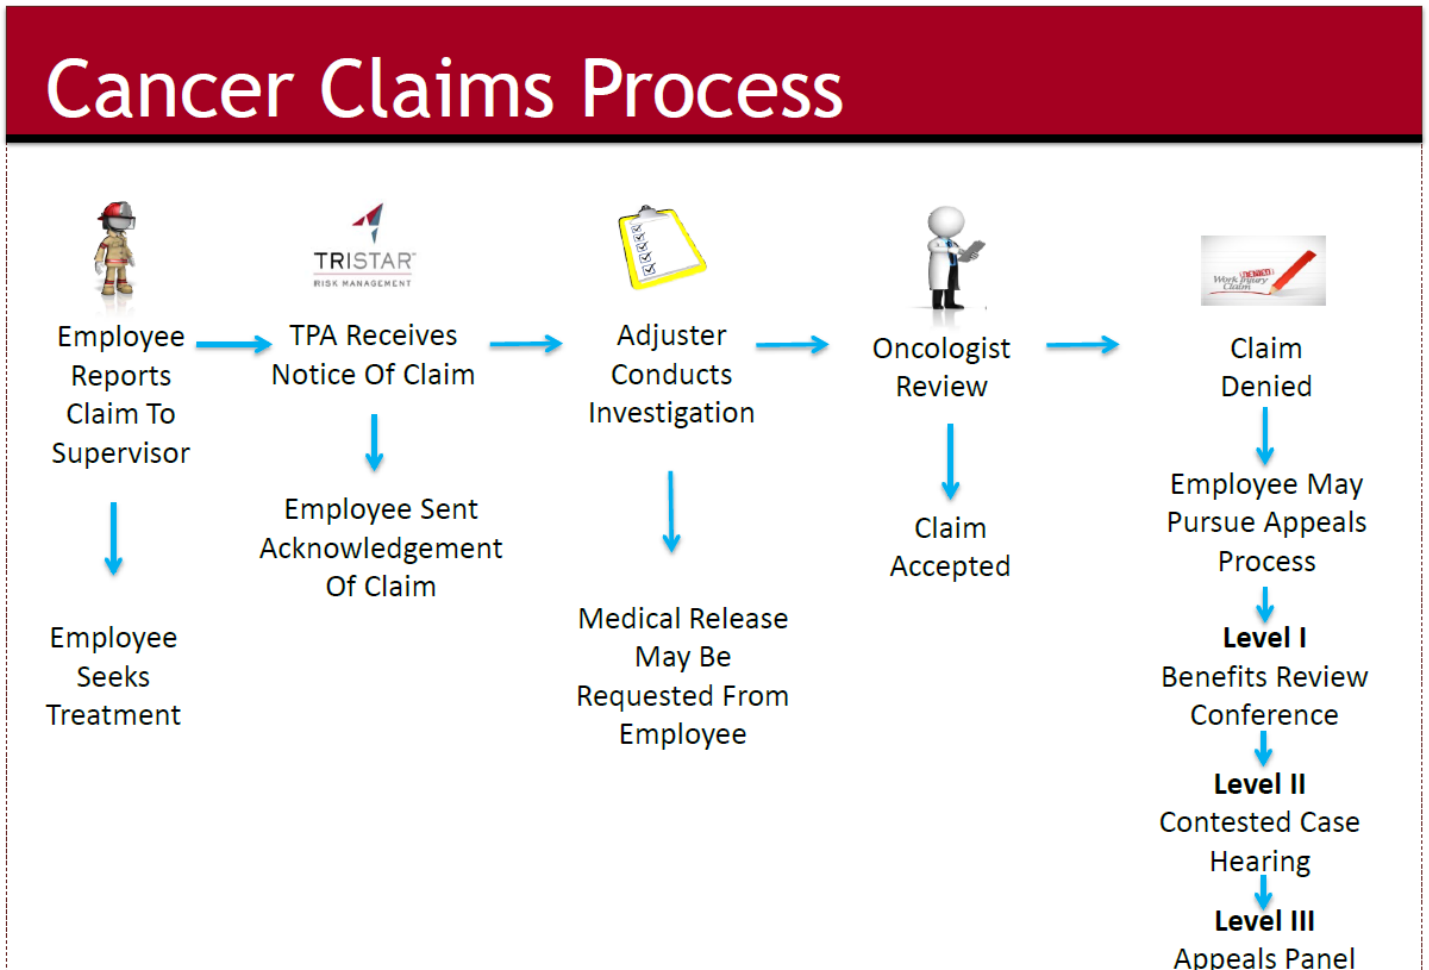 Cancer Claims Process
TRISTAR
RISK MANAGEMENT
Work Injury
Claim
Employee
Reports
Claim To
Supervisor
TPA Receives
Notice Of Claim
Adjuster
Conducts
Investigation
Oncologist
Review
Claim
Denied
Employee
Seeks
Treatment
Employee Sent
Acknowledgement
Of Claim
Medical Release
May Be
Requested From
Employee
Claim
Accepted
Employee May
Pursue Appeals
Process
Level I
Benefits Review
Conference
Level II
Contested Case
Hearing
Level III
Appeals Panel